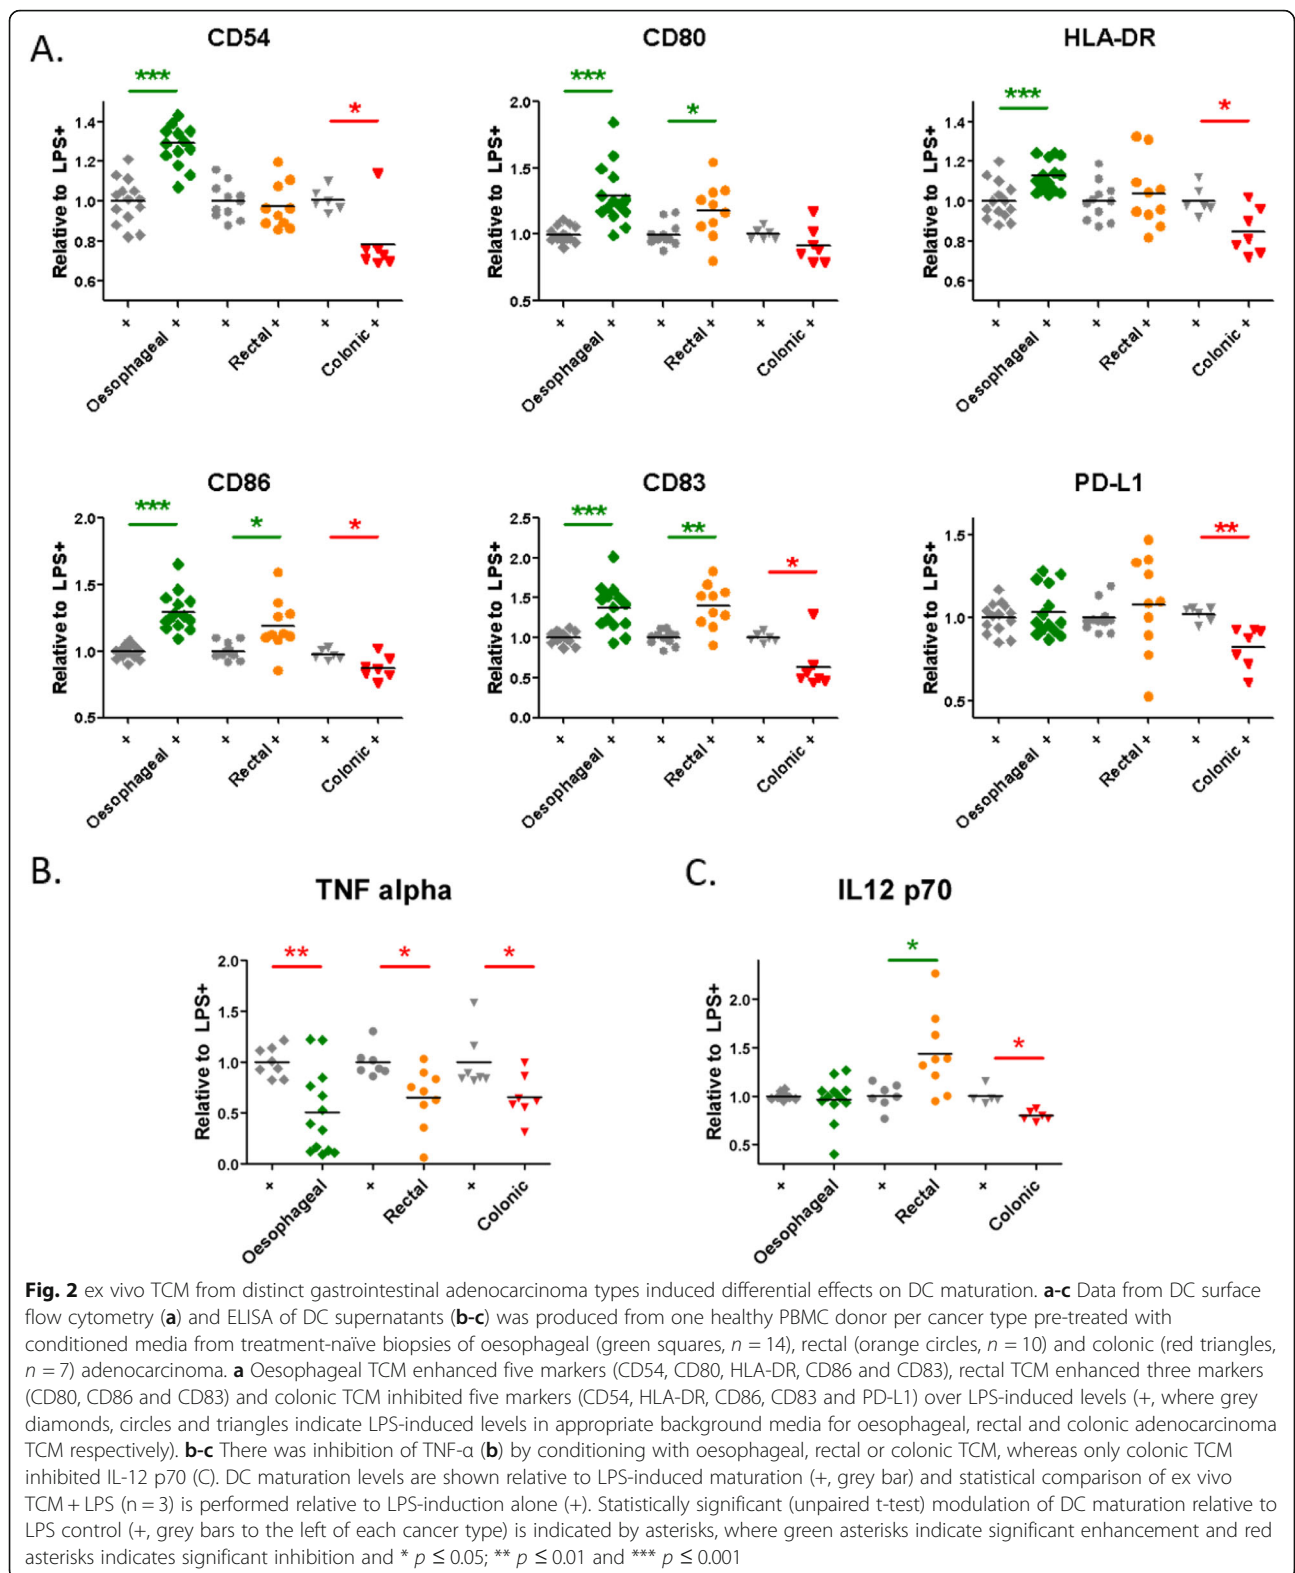 A.
CD54
CD80
HLA-DR
***
*
***
*
***
*
Relative to LPS+
1.4
1.2
1.0
0.8
0.6
+
Oesophageal +
+
Rectal +
+
Colonic +
Relative to LPS+
2.0
1.5
1.0
0.5
+
Oesophageal +
+
Rectal +
+
Colonic +
Relative to LPS+
1.4
1.2
1.0
0.8
0.6
+
Oesophageal +
+
Rectal +
+
Colonic +
CD86
CD83
PD-L1
***
*
*
***
**
*
**
Relative to LPS+
2.0
1.5
1.0
0.5
+
Oesophageal +
+
Rectal +
+
Colonic +
Relative to LPS+
2.5
2.0
1.5
1.0
0.5
0.0
+
Oesophageal +
+
Rectal +
+
Colonic +
Relative to LPS+
1.5
1.0
0.5
+
Oesophageal +
+
Rectal +
+
Colonic +
B.
TNF alpha
**
*
*
Relative to LPS+
2.0
1.5
1.0
0.5
0.0
+
Oesophageal
+
Rectal
+
Colonic
C.
IL12 p70
*
*
Relative to LPS+
2.0
1.5
1.0
0.5
+
Oesophageal
+
Rectal
+
Colonic
Fig. 2 ex vivo TCM from distinct gastrointestinal adenocarcinoma types induced differential effects on DC maturation. a-c Data from DC surface
flow cytometry (a) and ELISA of DC supernatants (b-c) was produced from one healthy PBMC donor per cancer type pre-treated with
conditioned media from treatment-naïve biopsies of oesophageal (green squares, n = 14), rectal (orange circles, n = 10) and colonic (red triangles,
n = 7) adenocarcinoma. a Oesophageal TCM enhanced five markers (CD54, CD80, HLA-DR, CD86 and CD83), rectal TCM enhanced three markers
(CD80, CD86 and CD83) and colonic TCM inhibited five markers (CD54, HLA-DR, CD86, CD83 and PD-L1) over LPS-induced levels (+, where grey
diamonds, circles and triangles indicate LPS-induced levels in appropriate background media for oesophageal, rectal and colonic adenocarcinoma
TCM respectively). b-c There was inhibition of TNF-α (b) by conditioning with oesophageal, rectal or colonic TCM, whereas only colonic TCM
inhibited IL-12 p70 (C). DC maturation levels are shown relative to LPS-induced maturation (+, grey bar) and statistical comparison of ex vivo
TCM + LPS (n = 3) is performed relative to LPS-induction alone (+). Statistically significant (unpaired t-test) modulation of DC maturation relative to
LPS control (+, grey bars to the left of each cancer type) is indicated by asterisks, where green asterisks indicate significant enhancement and red
asterisks indicates significant inhibition and * p ≤ 0.05; ** p ≤ 0.01 and *** p ≤ 0.001